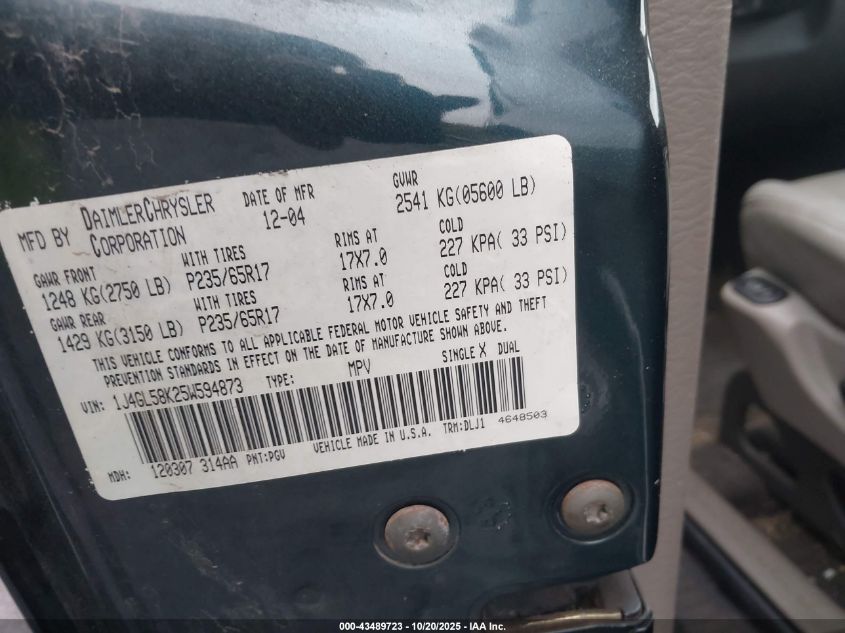 MFD BY DAIMLERCHRYSLER CORPORATION DATE OF MFR 12-04 GVWR 2541 KG(05600 LB)
GAWR FRONT WITH TIRES RIMS AT COLD
1248 KG(2750 LB) P235/65R17 17X7.0 227 KPA( 33 PSI)
GAWR REAR WITH TIRES RIMS AT COLD
1429 KG(3150 LB) P235/65R17 17X7.0 227 KPA( 33 PSI)
THIS VEHICLE CONFORMS TO ALL APPLICABLE FEDERAL MOTOR VEHICLE SAFETY AND THEFT
PREVENTION STANDARDS IN EFFECT ON THE DATE OF MANUFACTURE SHOWN ABOVE.
VIN: 1J4GL58K25W594873 TYPE: MPV SINGLE X DUAL
MDH: 120307 314AA PNT:PGV VEHICLE MADE IN U.S.A. TRM:DLJ1 4648503
000-43489723 - 10/20/2025 - IAA Inc.